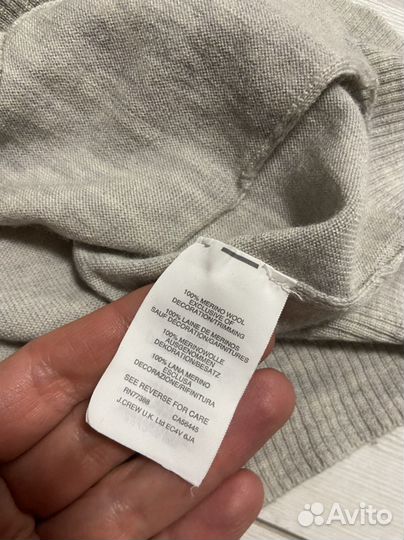 100% MERINO WOOL
EXCLUSIVE OF
DECORATION/TRIMMING
100% LAINE DE MERINOS
SAUF DÉCORATION/GARNITURES
100% MERINOWOLLE
AUSGENOMMEN
DEKORATION/BESATZ
100% LANA MERINO
ESCLUSA
DECORAZIONE/RIFINITURA
SEE REVERSE FOR CARE
RN77388 CA56445
J.CREW U.K. Ltd EC4V 6JA
Avito